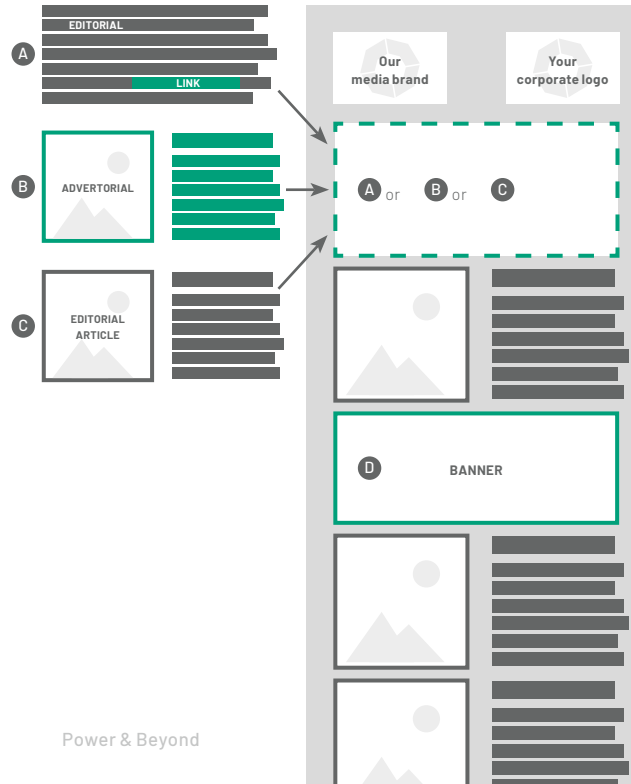 A
EDITORIAL
LINK
B
ADVERTORIAL
C
EDITORIAL
ARTICLE
Our
media brand
Your
corporate logo
A or B or C
D BANNER
Power & Beyond